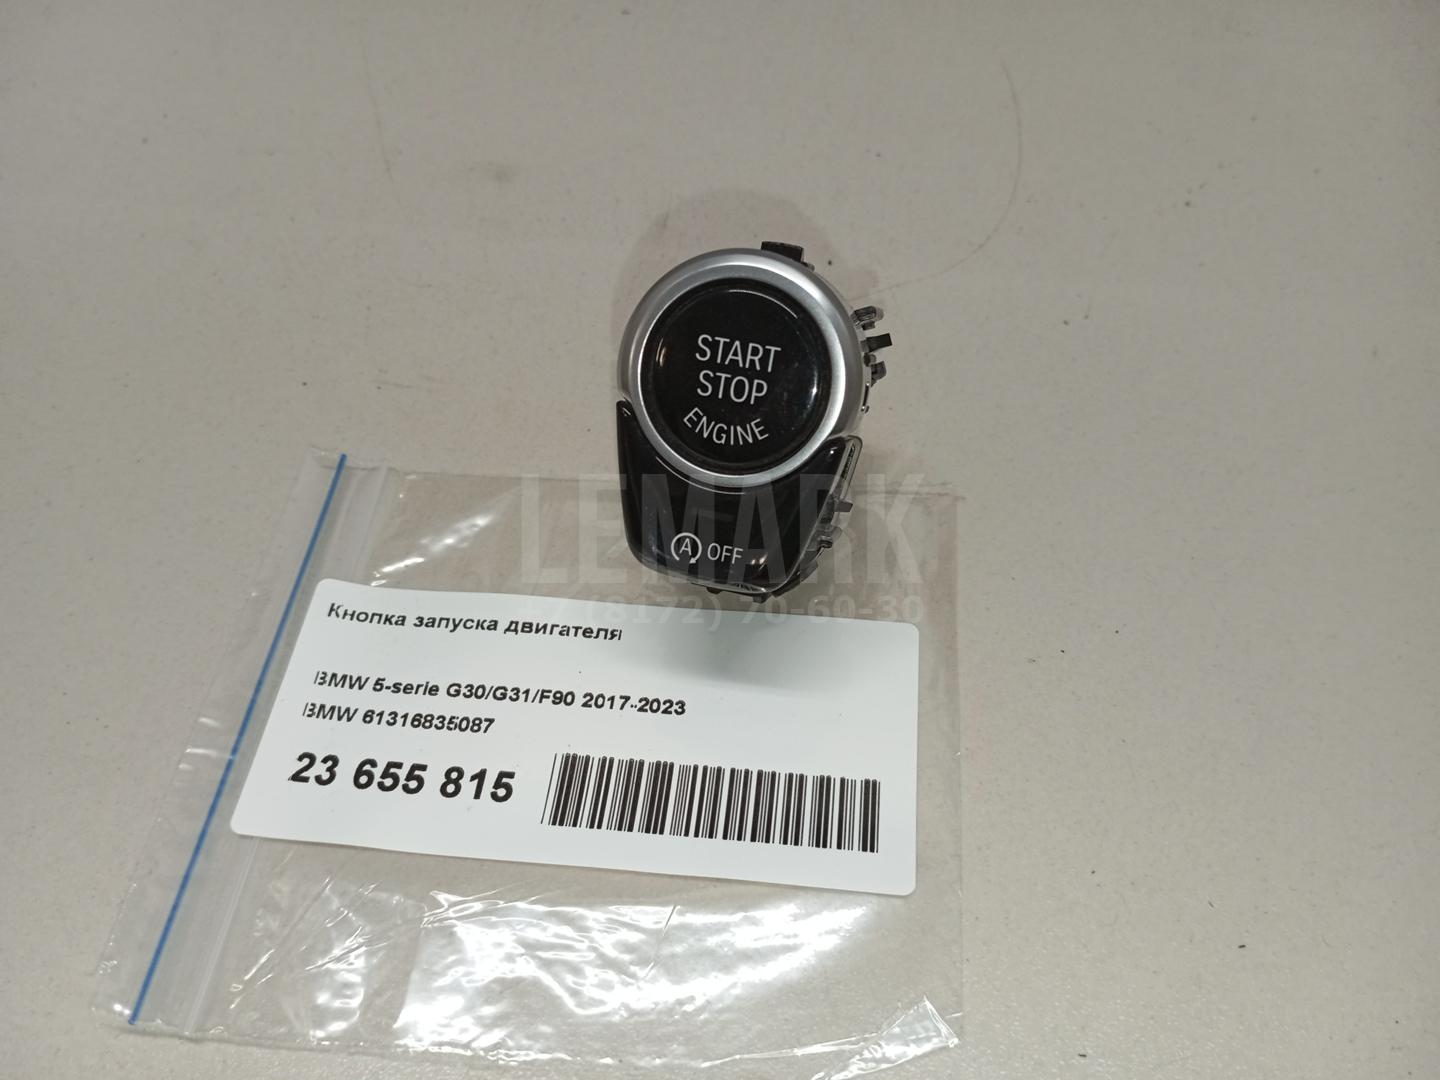 START
STOP
ENGINE
A OFF
LEMARK
+7 (8172) 70-60-30
Кнопка запуска двигателя
BMW 5-serie G30/G31/F90 2017-2023
BMW 61316835087
23 655 815